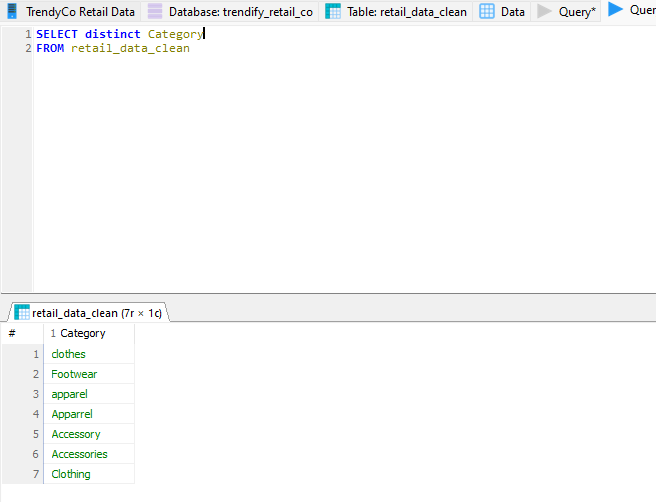 TrendyCo Retail Data Database: trendify_retail_co Table: retail_data_clean Data Query* Quer
1 SELECT distinct Category
2 FROM retail_data_clean
retail_data_clean (7r × 1c)
# 1 Category
1 clothes
2 Footwear
3 apparel
4 Apparrel
5 Accessory
6 Accessories
7 Clothing